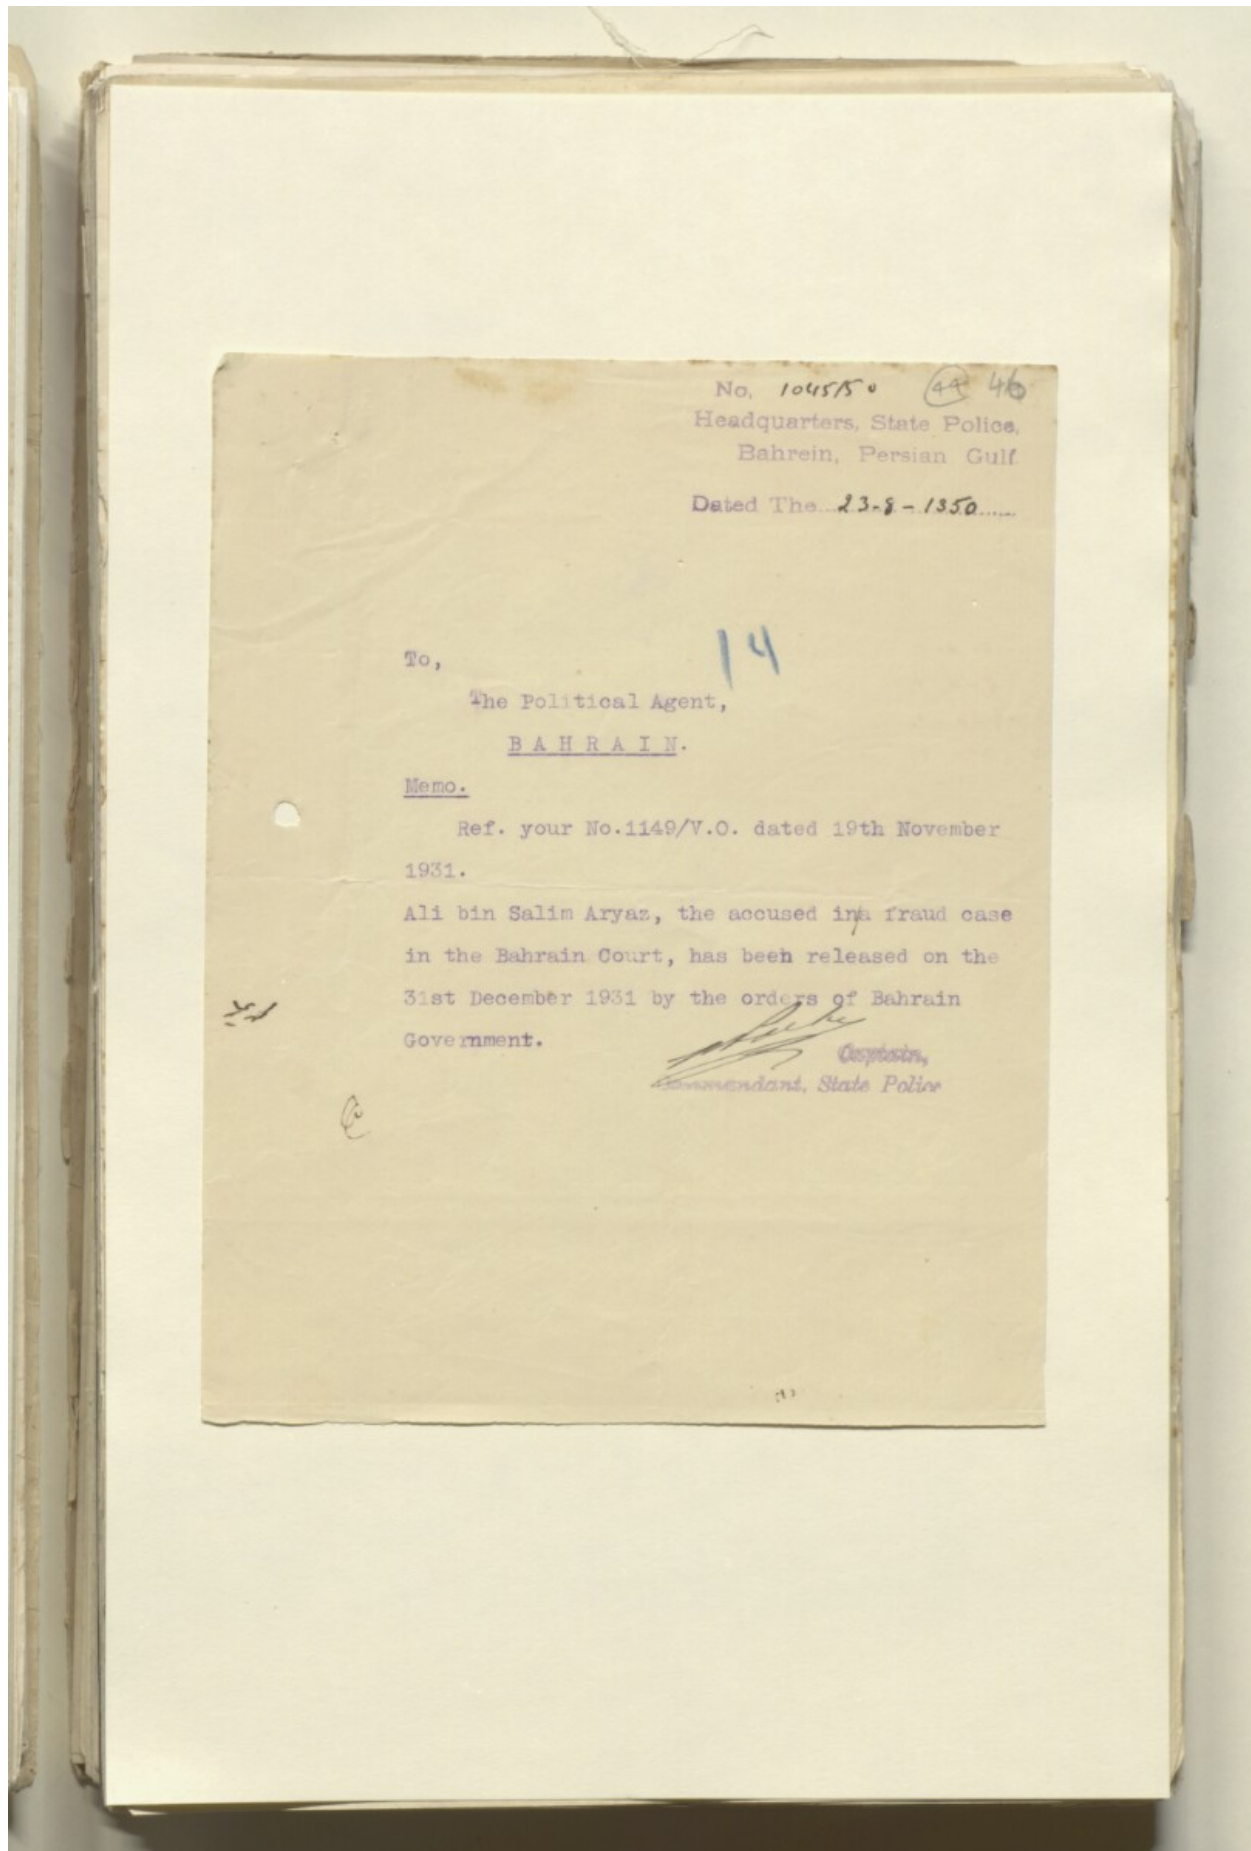 No. 1045/50 44 46
Headquarters, State Police,
Bahrein, Persian Gulf.
Dated The 23-8-1350
14
To,
The Political Agent,
BAHRAIN.
Memo.
Ref. your No.1149/V.O. dated 19th November
1931.
Ali bin Salim Aryaz, the accused in/a fraud case
in the Bahrain Court, has been released on the
31st December 1931 by the orders of Bahrain
Government.
Captain,
Commandant, State Police